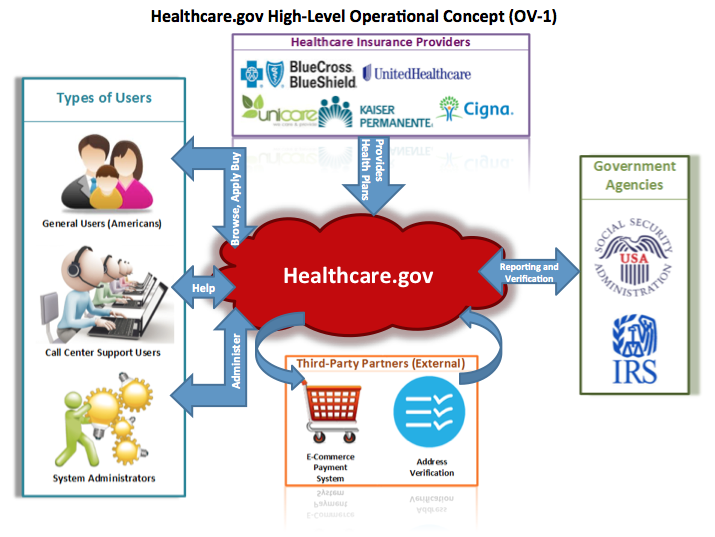 Healthcare.gov High-Level Operational Concept (OV-1)
Healthcare Insurance Providers
BlueCross
BlueShield
UnitedHealthcare
unicare
KAISER
PERMANENTE®
Cigna.
Types of Users
General Users (Americans)
Call Center Support Users
System Administrators
Browse, Apply Buy
Help
Administer
Provides
Health Plans
Healthcare.gov
Reporting and
Verification
Government
Agencies
SOCIAL SECURITY
USA
ADMINISTRATION
IRS
Third-Party Partners (External)
E-Commerce
Payment
System
Address
Verification